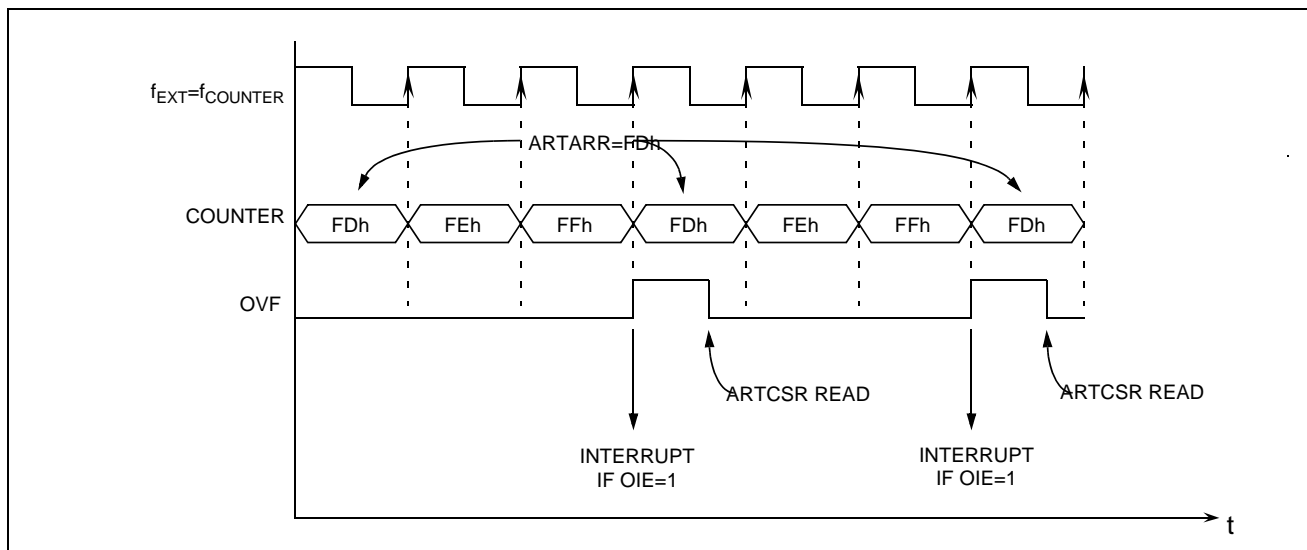 fEXT=fCOUNTER
ARTARR=FDh
COUNTER
FDh FEh FFh FDh FEh FFh FDh
OVF
ARTCSR READ
ARTCSR READ
INTERRUPT
IF OIE=1
INTERRUPT
IF OIE=1
t